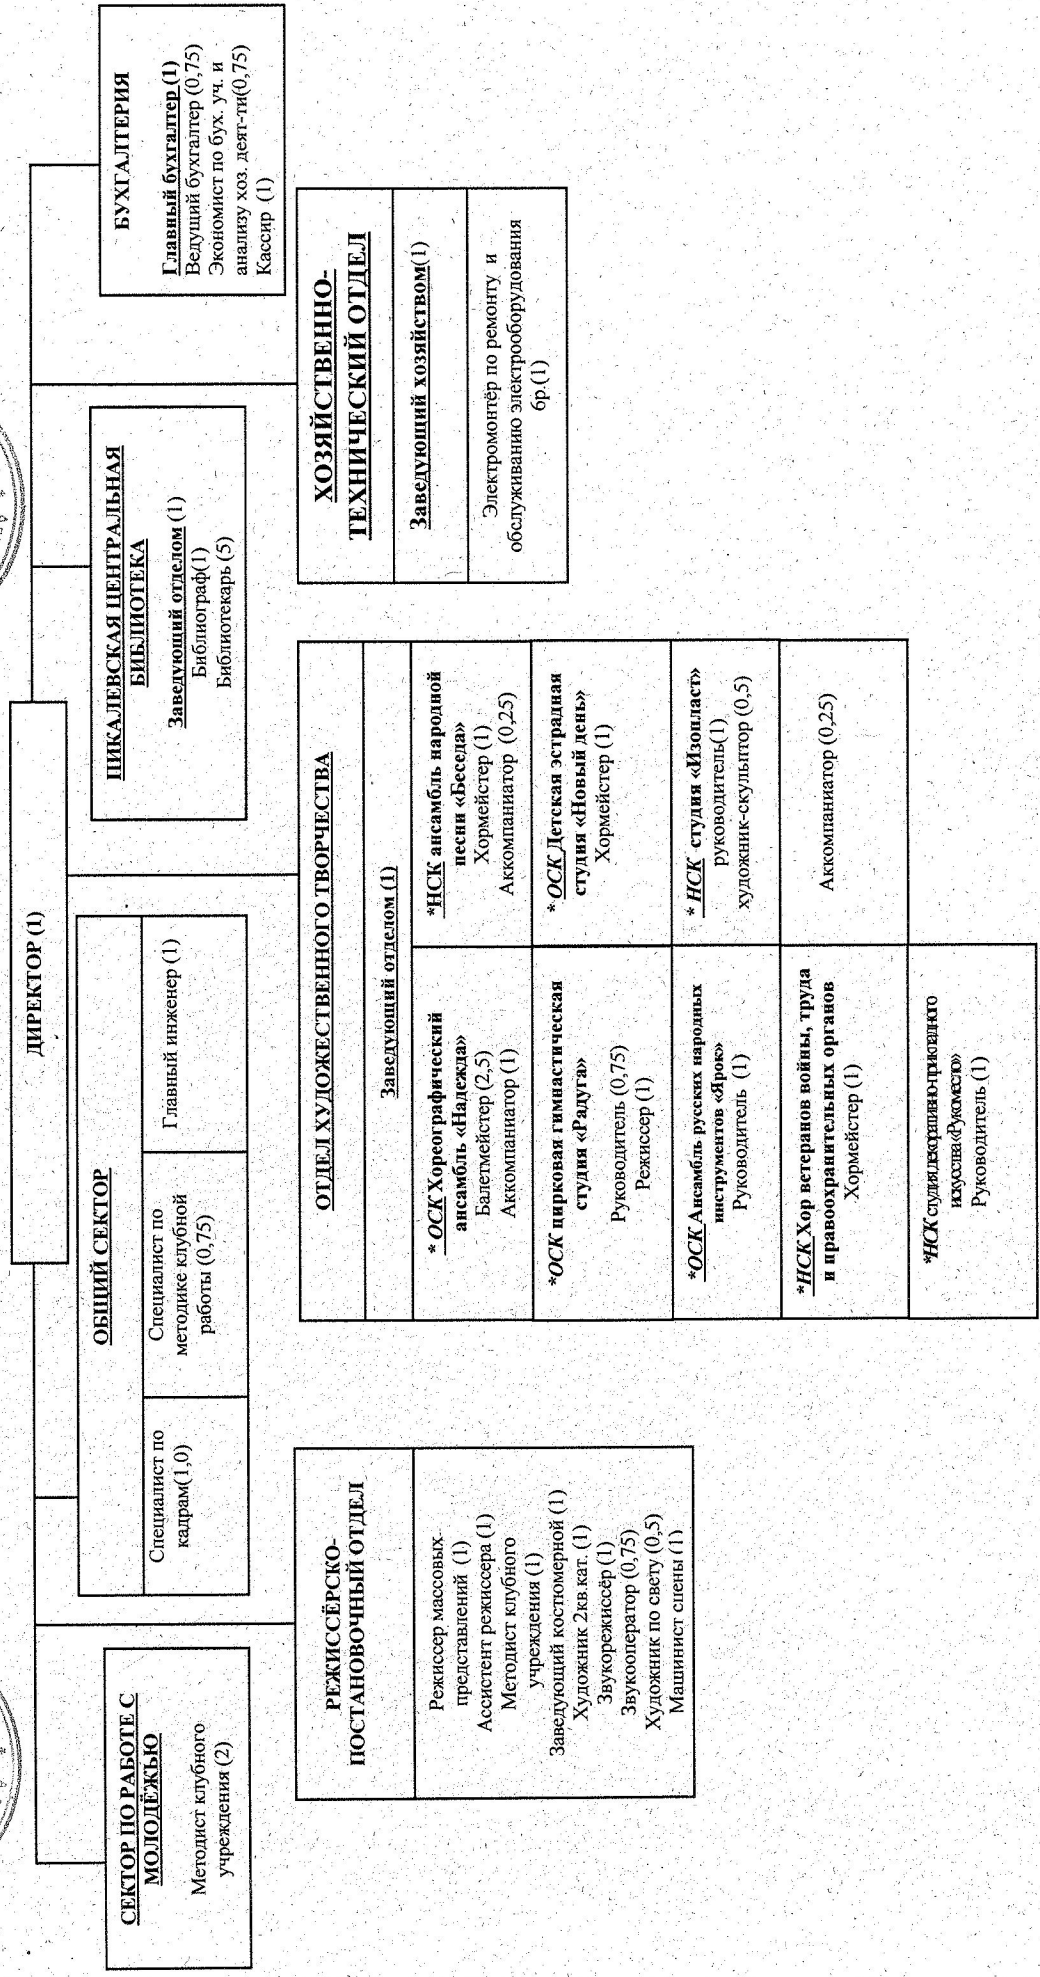 ДИРЕКТОР (1)
СЕКТОР ПО РАБОТЕ С
МОЛОДЁЖЬЮ
Методист клубного
учреждения (2)
ОБЩИЙ СЕКТОР
Специалист по
кадрам(1,0)
Специалист по
методике клубной
работы (0,75)
Главный инженер (1)
ПИКАЛЕВСКАЯ ЦЕНТРАЛЬНАЯ
БИБЛИОТЕКА
Заведующий отделом (1)
Библиограф(1)
Библиотекарь (5)
БУХГАЛТЕРИЯ
Главный бухгалтер (1)
Ведущий бухгалтер (0,75)
Экономист по бух. уч. и
анализу хоз. деят-ти(0,75)
Кассир (1)
РЕЖИССЁРСКО-
ПОСТАНОВОЧНЫЙ ОТДЕЛ
Режиссер массовых
представлений (1)
Ассистент режиссера (1)
Методист клубного
учреждения (1)
Заведующий костюмерной (1)
Художник 2кв.кат. (1)
Звукорежиссёр (1)
Звукооператор (0,75)
Художник по свету (0,5)
Машинист сцены (1)
ОТДЕЛ ХУДОЖЕСТВЕННОГО ТВОРЧЕСТВА
Заведующий отделом (1)
* ОСК Хореографический
ансамбль «Надежда»
Балетмейстер (2,5)
Аккомпаниатор (1)
*НСК ансамбль народной
песни «Беседа»
Хормейстер (1)
Аккомпаниатор (0,25)
*ОСК цирковая гимнастическая
студия «Радуга»
Руководитель (0,75)
Режиссер (1)
* ОСК Детская эстрадная
студия «Новый день»
Хормейстер (1)
*ОСК Ансамбль русских народных
инструментов «Ярок»
Руководитель (1)
* НСК студия «Изопласт»
руководитель(1)
художник-скульптор (0,5)
*НСК Хор ветеранов войны, труда
и правоохранительных органов
Хормейстер (1)
Аккомпаниатор (0,25)
*НСК студия декоративно-прикладного
искусства «Рукомесло»
Руководитель (1)
ХОЗЯЙСТВЕННО-
ТЕХНИЧЕСКИЙ ОТДЕЛ
Заведующий хозяйством(1)
Электромонтёр по ремонту и
обслуживанию электрооборудования
6р.(1)